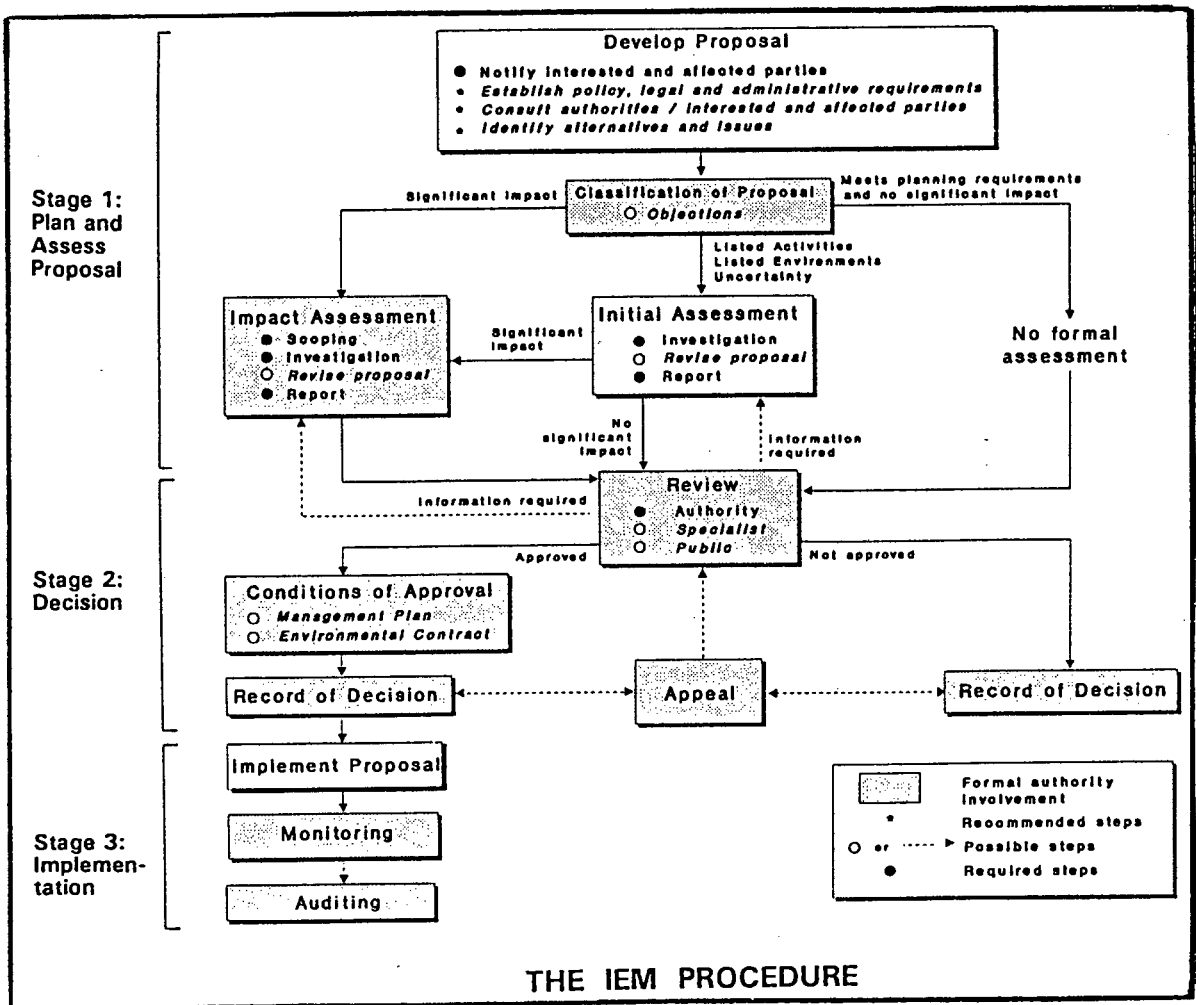 Develop Proposal
● Notify interested and affected parties
* Establish policy, legal and administrative requirements
* Consult authorities / interested and affected parties
* Identify alternatives and issues
Stage 1:
Plan and
Assess
Proposal
Significant impact
Classification of Proposal
○ Objections
Meets planning requirements
and no significant impact
Listed Activities
Listed Environments
Uncertainty
Impact Assessment
● Scoping
● Investigation
○ Revise proposal
● Report
Significant
impact
Initial Assessment
● Investigation
○ Revise proposal
● Report
No formal
assessment
No
significant
impact
Information
required
Information required
Review
● Authority
○ Specialist
○ Public
Stage 2:
Decision
Approved
Not approved
Conditions of Approval
○ Management Plan
○ Environmental Contract
Record of Decision
Appeal
Record of Decision
Stage 3:
Implemen-
tation
Implement Proposal
Monitoring
Auditing
Formal authority
involvement
* Recommended steps
○ or Possible steps
● Required steps
THE IEM PROCEDURE